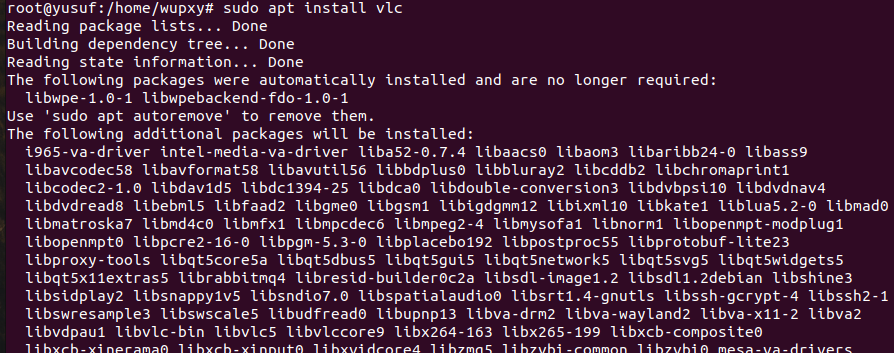 root@yusuf:/home/wupxy# sudo apt install vlc
Reading package lists... Done
Building dependency tree... Done
Reading state information... Done
The following packages were automatically installed and are no longer required:
  libwpe-1.0-1 libwpebackend-fdo-1.0-1
Use 'sudo apt autoremove' to remove them.
The following additional packages will be installed:
  i965-va-driver intel-media-va-driver liba52-0.7.4 libaacs0 libaom3 libaribb24-0 libass9
  libavcodec58 libavformat58 libavutil56 libbdplus0 libbluray2 libcddb2 libchromaprint1
  libcodec2-1.0 libdav1d5 libdc1394-25 libdca0 libdouble-conversion3 libdvbpsi10 libdvdnav4
  libdvdread8 libebml5 libfaad2 libgme0 libgsm1 libigdgmm12 libixml10 libkate1 liblua5.2-0 libmad0
  libmatroska7 libmd4c0 libmfx1 libmpcdec6 libmpeg2-4 libmysofa1 libnorm1 libopenmpt-modplug1
  libopenmpt0 libpcre2-16-0 libpgm-5.3-0 libplacebo192 libpostproc55 libprotobuf-lite23
  libproxy-tools libqt5core5a libqt5dbus5 libqt5gui5 libqt5network5 libqt5svg5 libqt5widgets5
  libqt5x11extras5 librabbitmq4 libresid-builder0c2a libsdl-image1.2 libsdl1.2debian libshine3
  libsidplay2 libsnappy1v5 libsndio7.0 libspatialaudio0 libsrt1.4-gnutls libssh-gcrypt-4 libssh2-1
  libswresample3 libswscale5 libudfread0 libupnp13 libva-drm2 libva-wayland2 libva-x11-2 libva2
  libvdpau1 libvlc-bin libvlc5 libvlccore9 libx264-163 libx265-199 libxcb-composite0
  libxcb-xinerama0 libxcb-xinput0 libxvidcore4 libzmq5 libzvbi-common libzvbi0 mesa-va-drivers